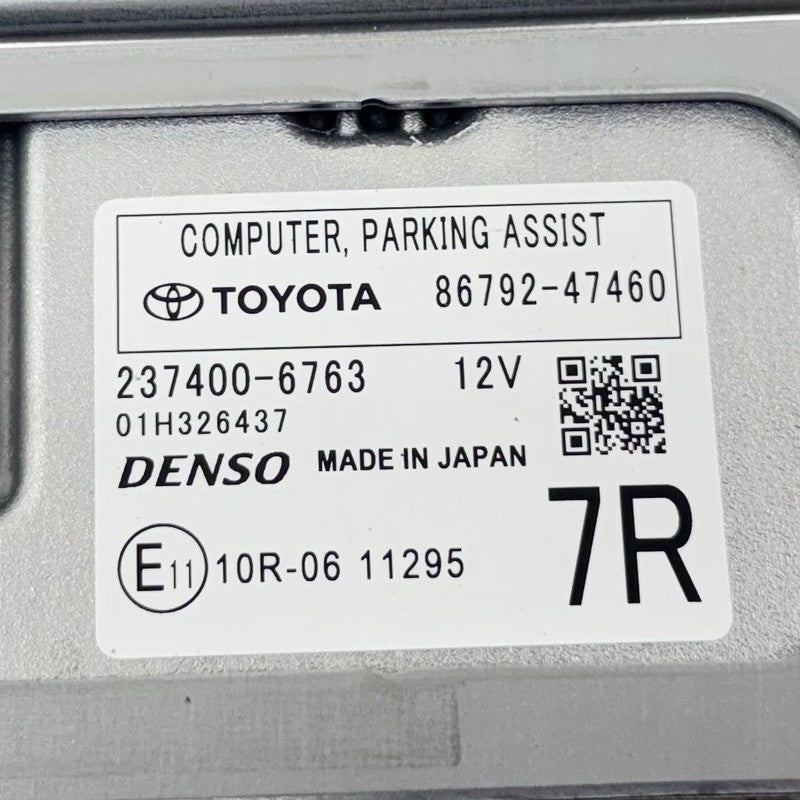 COMPUTER, PARKING ASSIST
TOYOTA 86792-47460
237400-6763 12V
01H326437
DENSO MADE IN JAPAN
7R
E11 10R-06 11295